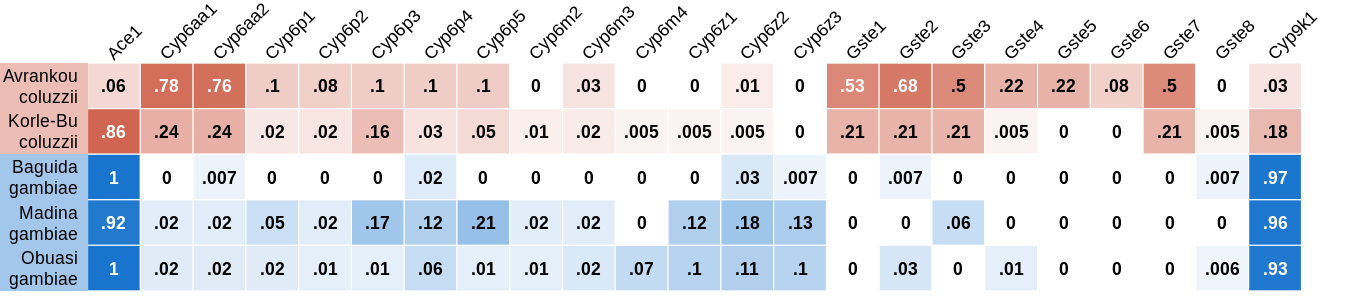 Ace1 Cyp6aa1 Cyp6aa2 Cyp6p1 Cyp6p2 Cyp6p3 Cyp6p4 Cyp6p5 Cyp6m2 Cyp6m3 Cyp6m4 Cyp6z1 Cyp6z2 Cyp6z3 Gste1 Gste2 Gste3 Gste4 Gste5 Gste6 Gste7 Gste8 Cyp9k1
Avrankou
coluzzii
.06 .78 .76 .1 .08 .1 .1 .1 0 .03 0 0 .01 0 .53 .68 .5 .22 .22 .08 .5 0 .03
Korle-Bu
coluzzii
.86 .24 .24 .02 .02 .16 .03 .05 .01 .02 .005 .005 .005 0 .21 .21 .21 .005 0 0 .21 .005 .18
Baguida
gambiae
1 0 .007 0 0 0 .02 0 0 0 0 0 .03 .007 0 .007 0 0 0 0 0 .007 .97
Madina
gambiae
.92 .02 .02 .05 .02 .17 .12 .21 .02 .02 0 .12 .18 .13 0 0 .06 0 0 0 0 0 .96
Obuasi
gambiae
1 .02 .02 .02 .01 .01 .06 .01 .01 .02 .07 .1 .11 .1 0 .03 0 .01 0 0 0 .006 .93